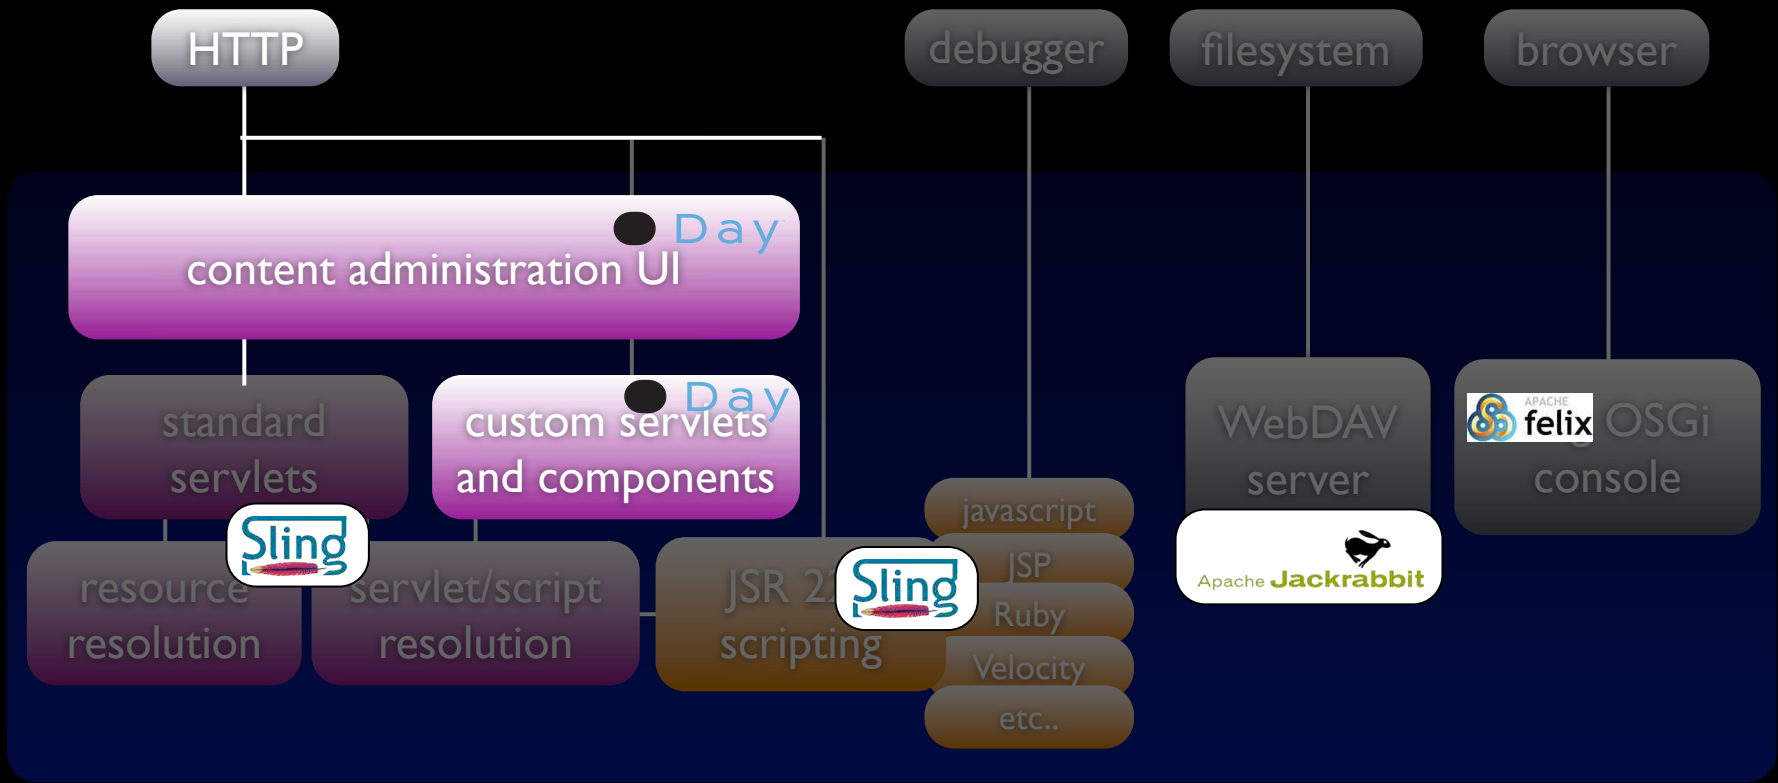 HTTP
debugger
filesystem
browser
Day
content administration UI
Day
standard
servlets
custom servlets
and components
WebDAV
server
APACHE
felix
OSGi
console
javascript
Sling
resource
resolution
servlet/script
resolution
JSR
scripting
Sling
JSP
Ruby
Velocity
etc..
Apache Jackrabbit